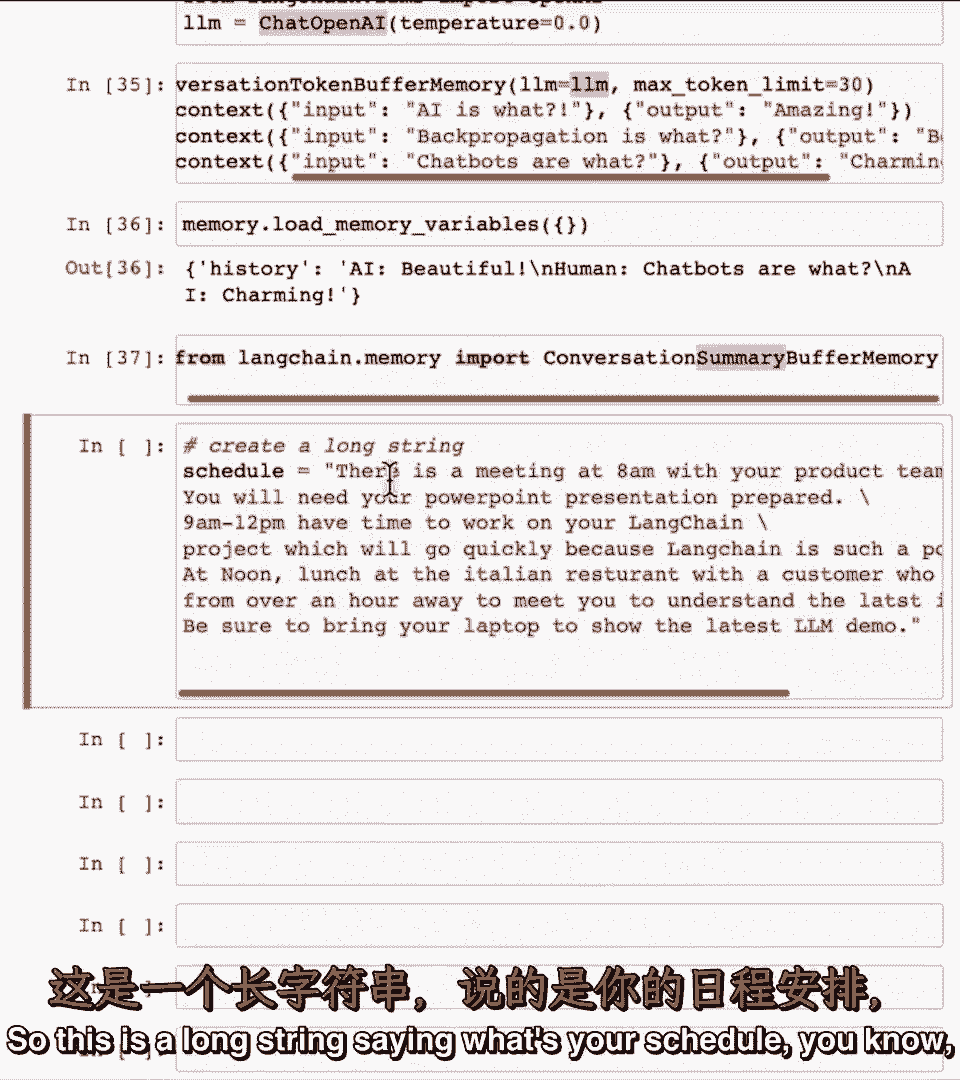 llm = ChatOpenAI(temperature=0.0)
In [35]: versationTokenBufferMemory(llm=llm, max_token_limit=30)
context({"input": "AI is what?!"}, {"output": "Amazing!"})
context({"input": "Backpropagation is what?"}, {"output": "B
context({"input": "Chatbots are what?"}, {"output": "Charmin
In [36]: memory.load_memory_variables({})
Out[36]: {'history': 'AI: Beautiful!\nHuman: Chatbots are what?\nA
I: Charming!'}
In [37]: from langchain.memory import ConversationSummaryBufferMemory
In [ ]: # create a long string
schedule = "There is a meeting at 8am with your product team
You will need your powerpoint presentation prepared. \
9am-12pm have time to work on your LangChain \
project which will go quickly because Langchain is such a po
At Noon, lunch at the italian resturant with a customer who
from over an hour away to meet you to understand the latst i
Be sure to bring your laptop to show the latest LLM demo."
In [ ]:
In [ ]:
In [ ]:
In [ ]:
这是一个长字符串，说的是你的日程安排，
So this is a long string saying what's your schedule, you know,